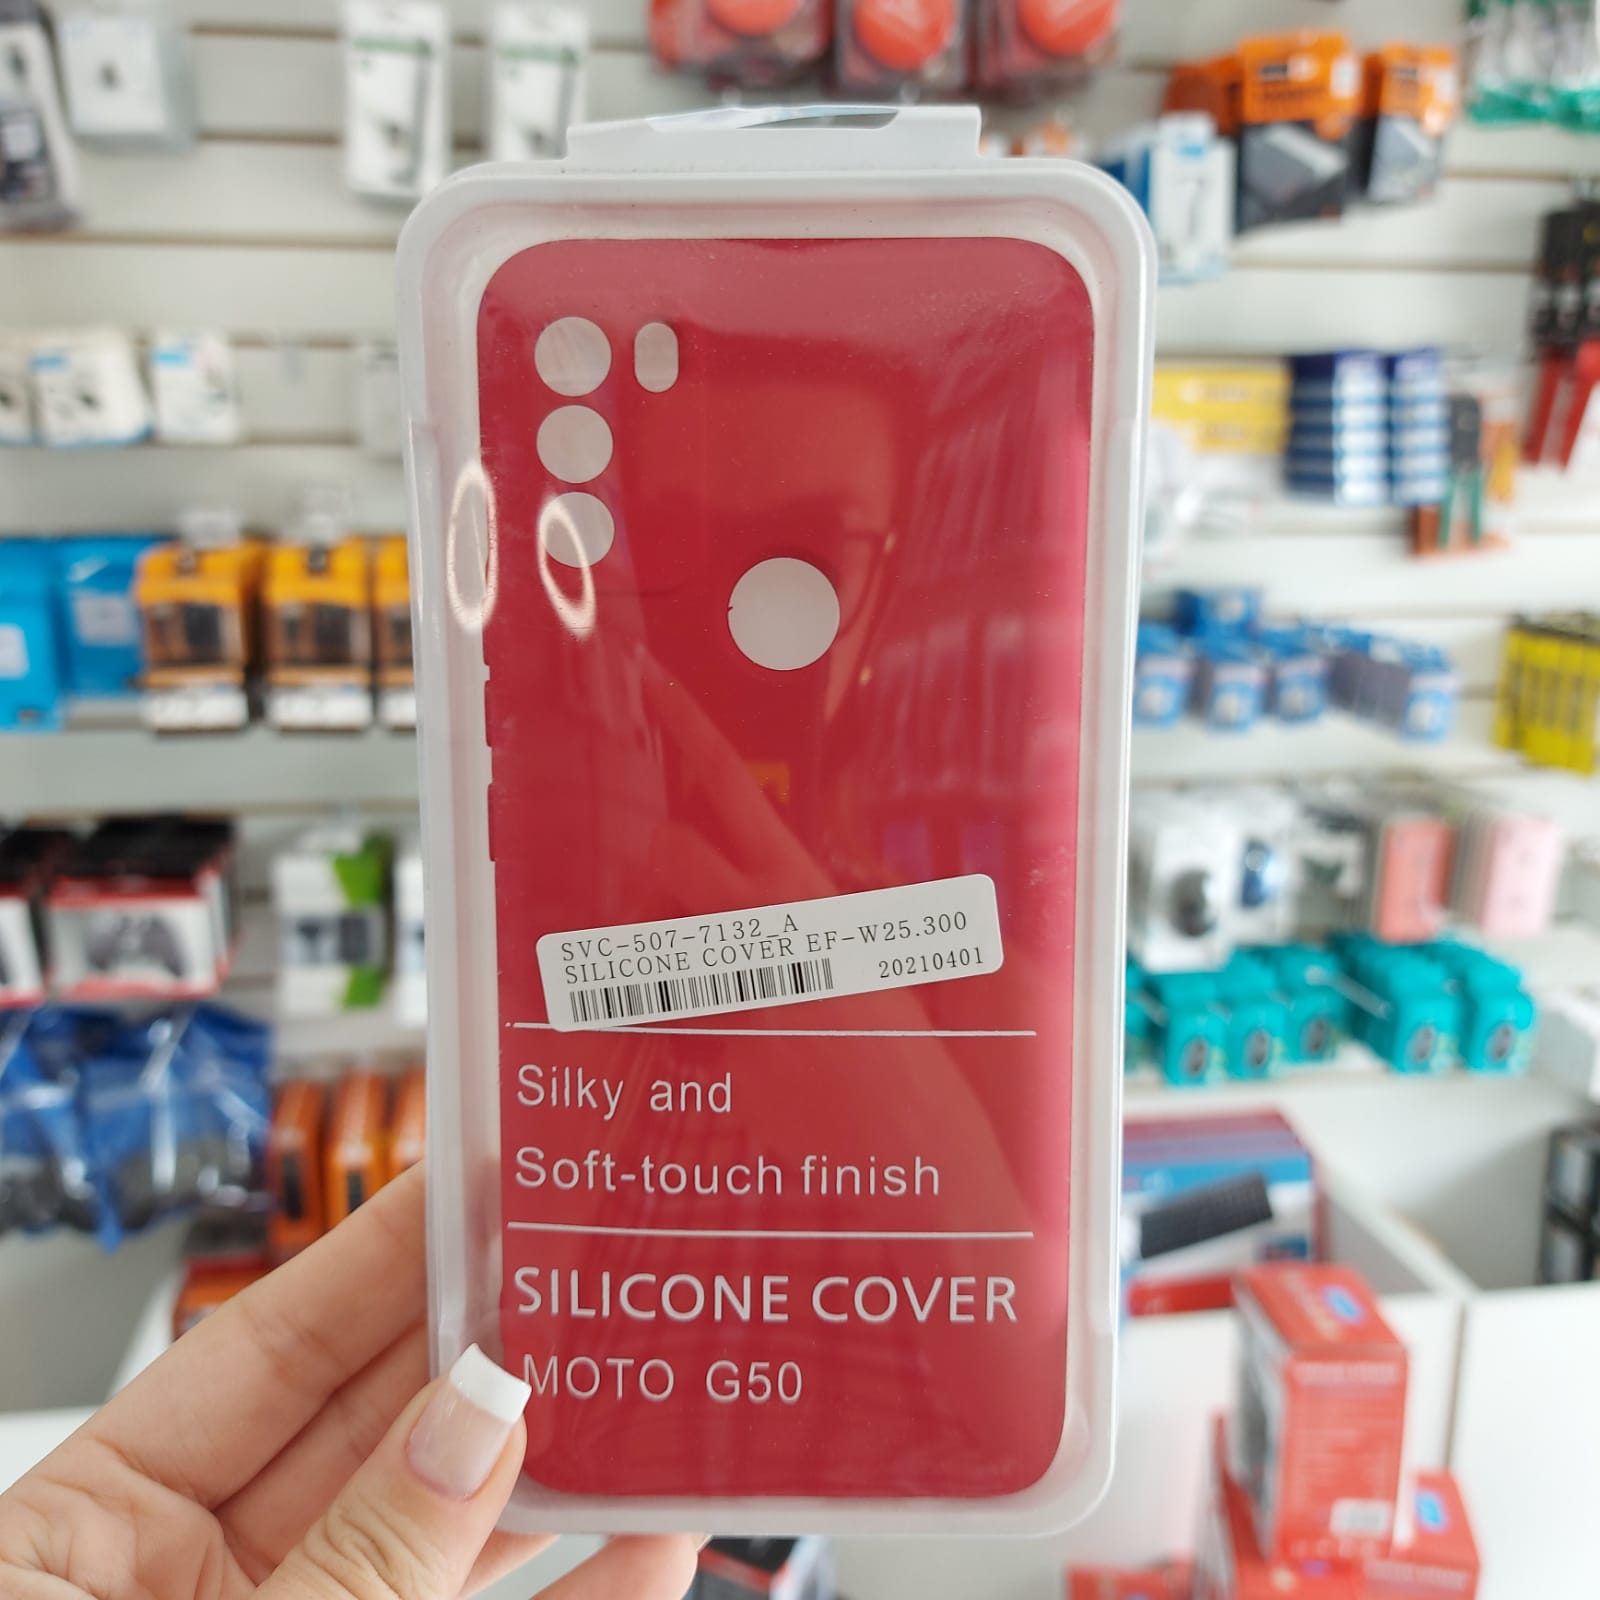 SVC-507-7132_A
SILICONE COVER EF-W25.300
20210401
Silky and
Soft-touch finish
SILICONE COVER
MOTO G50